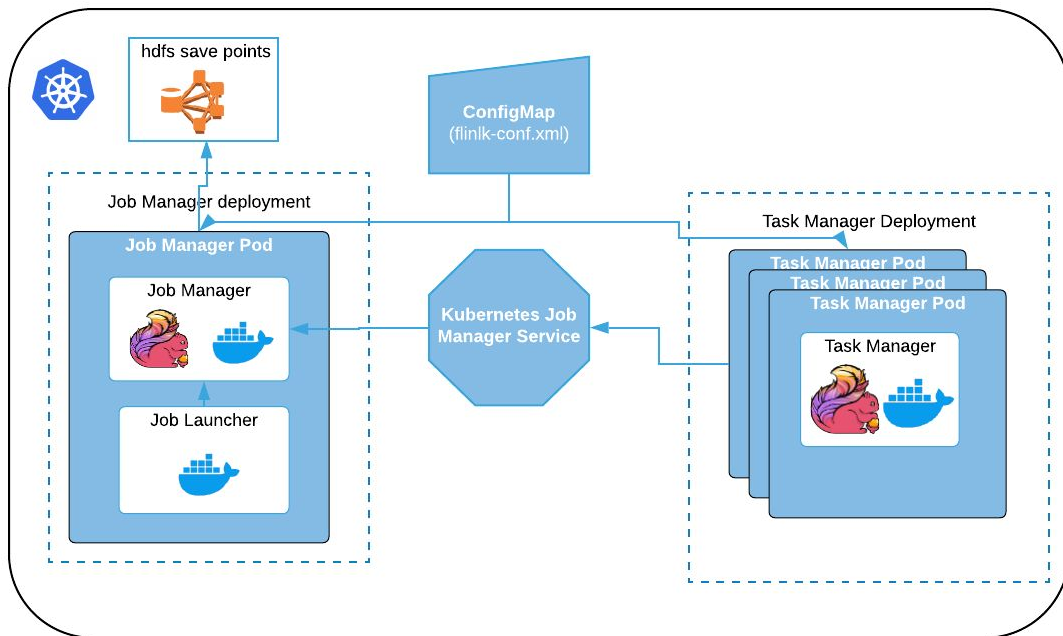 hdfs save points
ConfigMap
(flinlk-conf.xml)
Job Manager deployment
Job Manager Pod
Job Manager
Job Launcher
Kubernetes Job
Manager Service
Task Manager Deployment
Task Manager Pod
Task Manager Pod
Task Manager Pod
Task Manager